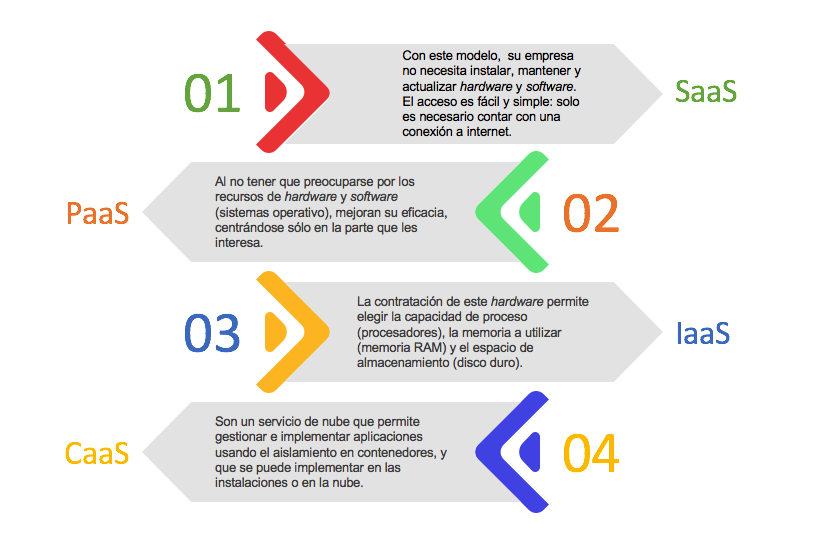 01
Con este modelo, su empresa
no necesita instalar, mantener y
actualizar hardware y software.
El acceso es fácil y simple: solo
es necesario contar con una
conexión a internet.
SaaS
PaaS
Al no tener que preocuparse por los
recursos de hardware y software
(sistemas operativo), mejoran su eficacia,
centrándose sólo en la parte que les
interesa.
02
03
La contratación de este hardware permite
elegir la capacidad de proceso
(procesadores), la memoria a utilizar
(memoria RAM) y el espacio de
almacenamiento (disco duro).
IaaS
CaaS
Son un servicio de nube que permite
gestionar e implementar aplicaciones
usando el aislamiento en contenedores, y
que se puede implementar en las
instalaciones o en la nube.
04